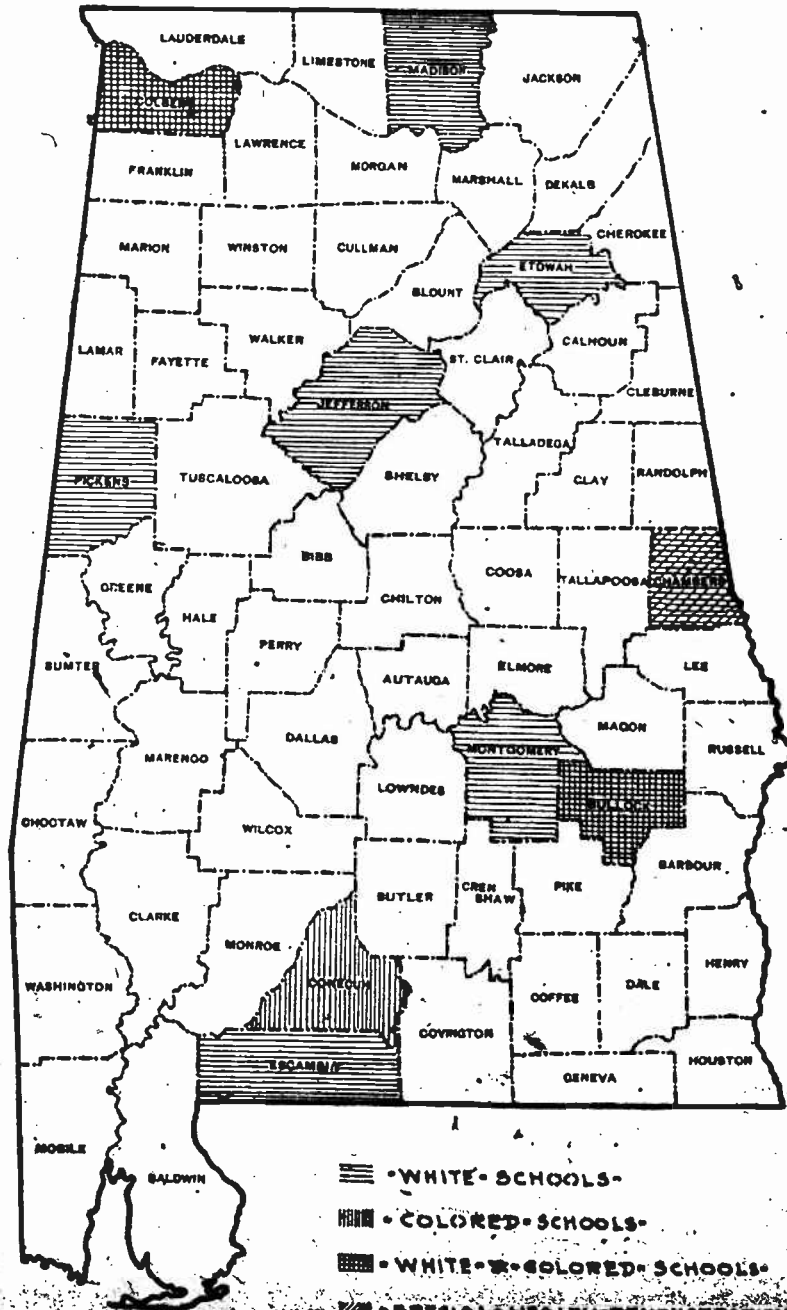 LAUDERDALE
LIMESTONE
MADISON
JACKSON
COLBERT
LAWRENCE
FRANKLIN
MORGAN
MARSHALL
DEKALB
CHEROKEE
MARION
WINSTON
CULLMAN
ETOWAH
BLOUNT
LAMAR
FAYETTE
WALKER
ST. CLAIR
CALHOUN
CLEBURNE
JEFFERSON
TALLADEGA
PICKENS
TUSCALOOSA
SHELBY
CLAY
RANDOLPH
BIBB
GREENE
HALE
CHILTON
COOSA
TALLAPOOSA
CHAMBERS
PERRY
SUMTER
AUTAUGA
ELMORE
LEE
MACON
DALLAS
MARENGO
MONTGOMERY
RUSSELL
LOWNDES
BULLOCK
CHOCTAW
WILCOX
BARBOUR
BUTLER
CREN
SHAW
PIKE
CLARKE
MONROE
HENRY
CONECUH
WASHINGTON
COFFEE
DALE
COVINGTON
HOUSTON
ESCAMBIA
GENEVA
MOBILE
BALDWIN
- WHITE - SCHOOLS -
- COLORED - SCHOOLS -
- WHITE - & - COLORED - SCHOOLS -